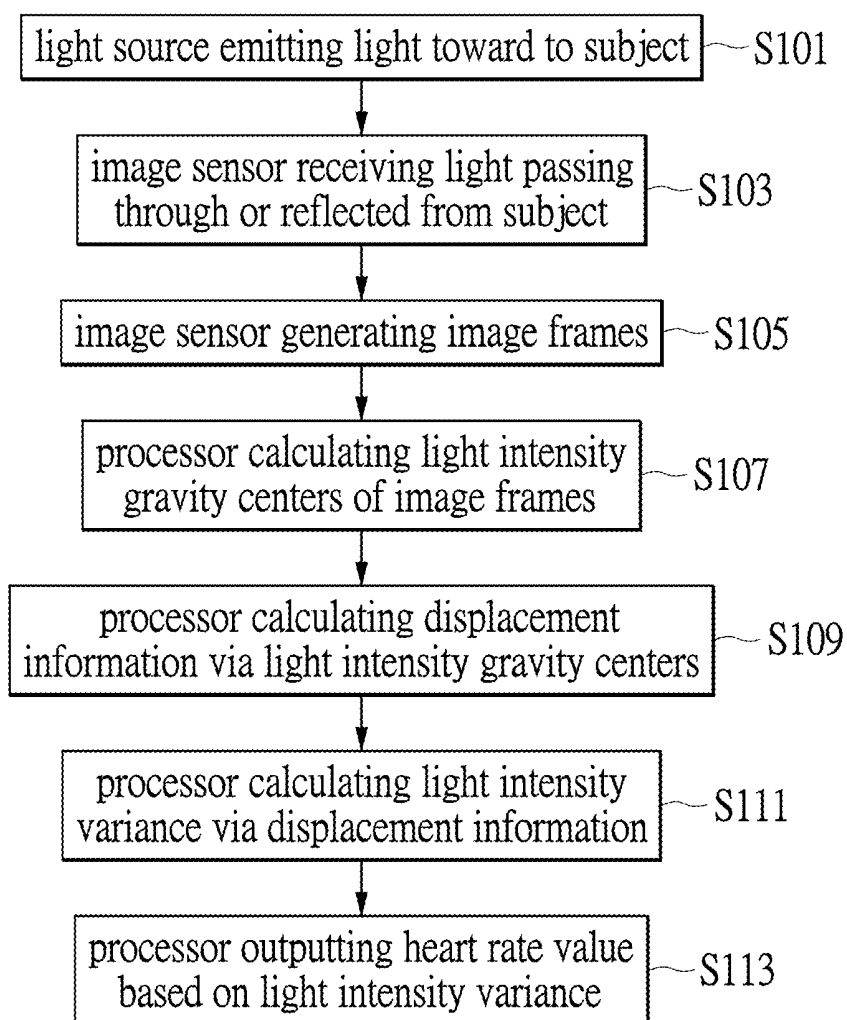 light source emitting light toward to subject S101
image sensor receiving light passing
through or reflected from subject
S103
image sensor generating image frames S105
processor calculating light intensity
gravity centers of image frames
S107
processor calculating displacement
information via light intensity gravity centers
S109
processor calculating light intensity
variance via displacement information
S111
processor outputting heart rate value
based on light intensity variance
S113